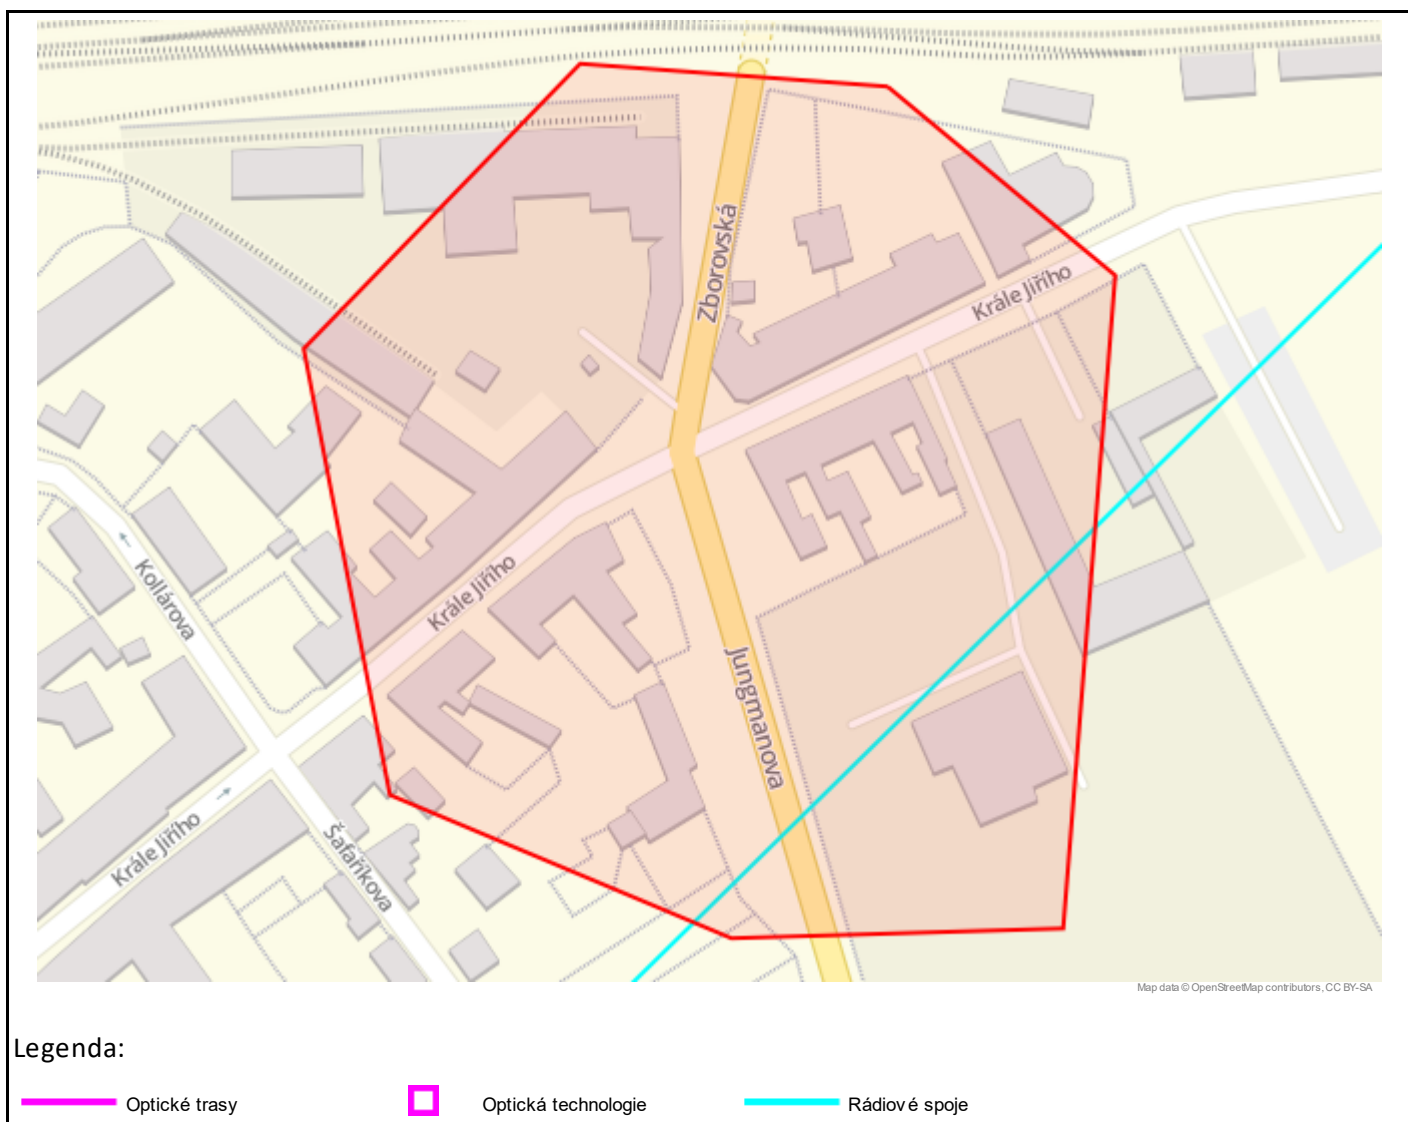 Zborovská
Krále Jiřího
Krále Jiřího
Kollárova
Jungmanova
Krále Jiřího
Šafaříkova
Map data © OpenStreetMap contributors, CC BY-SA
Legenda:
Optické trasy
Optická technologie
Rádiové spoje